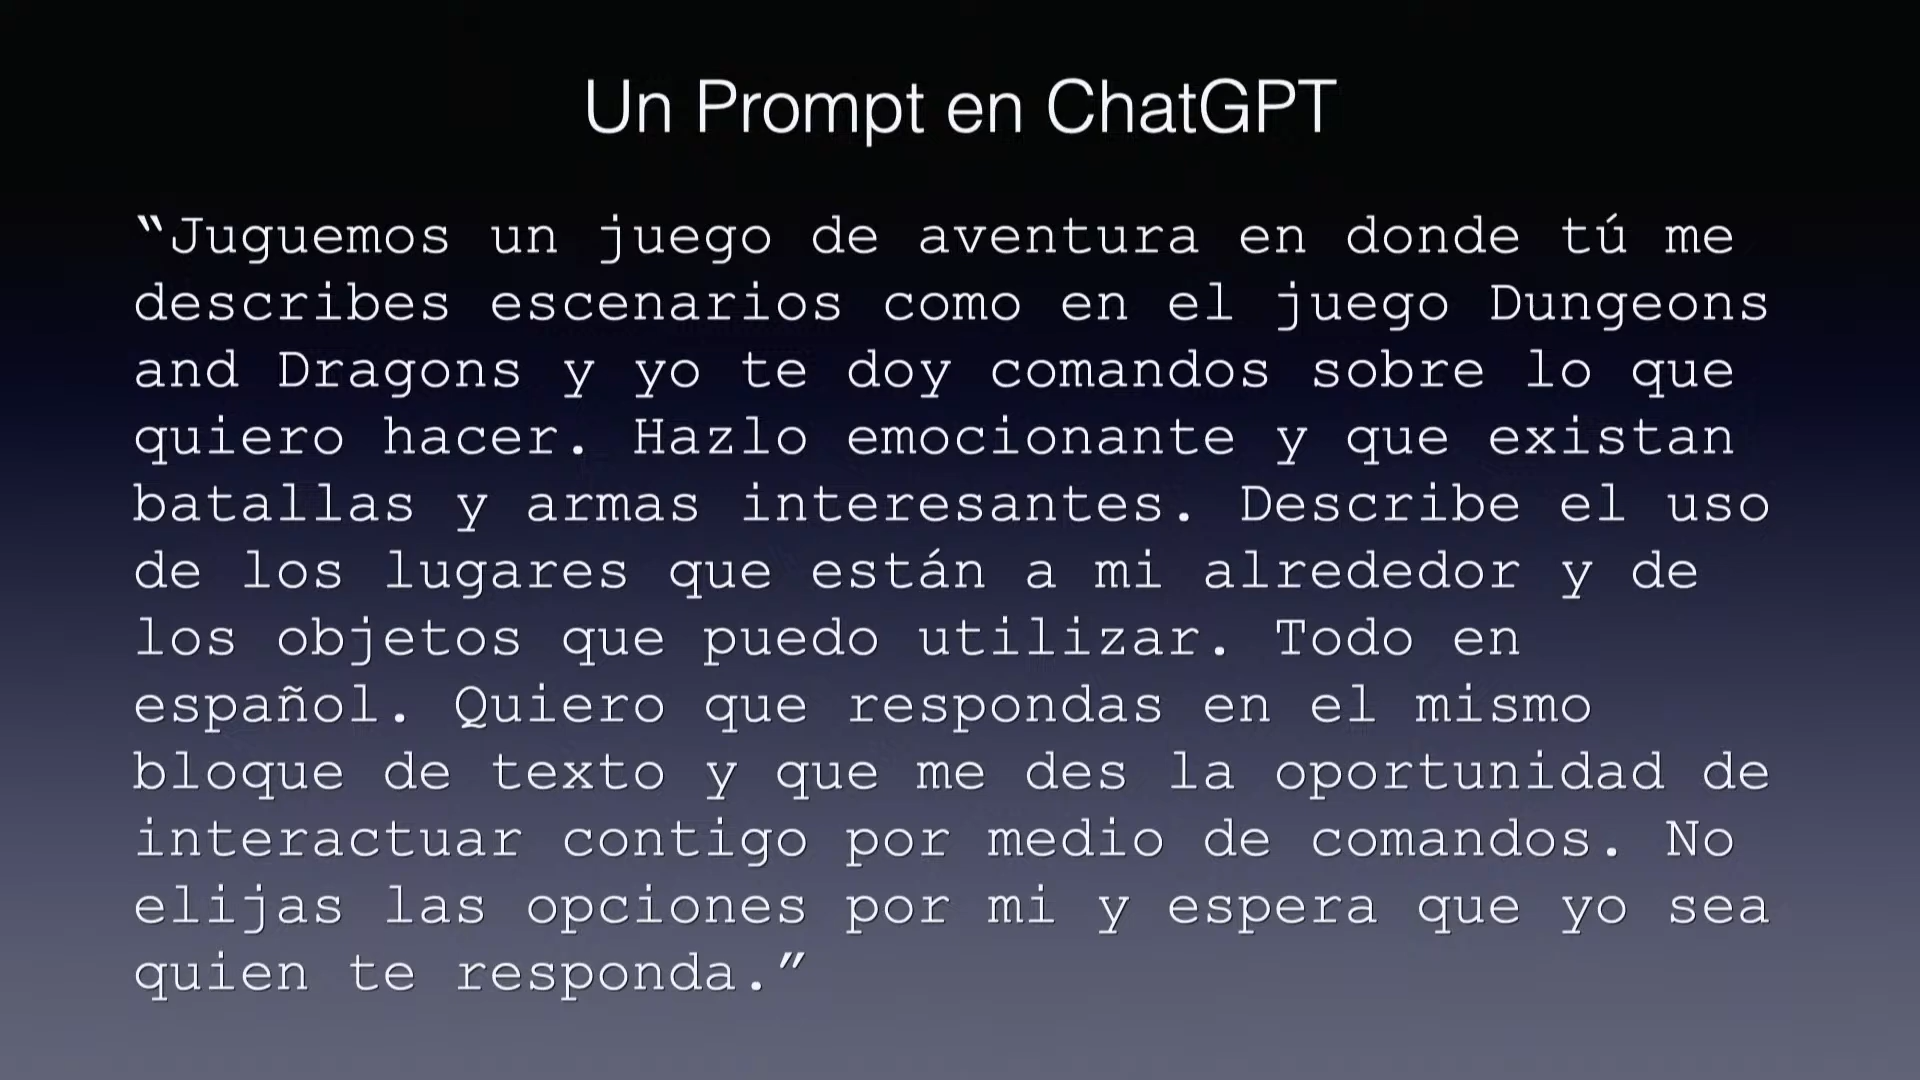 Un Prompt en ChatGPT
“Juguemos un juego de aventura en donde tú me
describes escenarios como en el juego Dungeons
and Dragons y yo te doy comandos sobre lo que
quiero hacer. Hazlo emocionante y que existan
batallas y armas interesantes. Describe el uso
de los lugares que están a mi alrededor y de
los objetos que puedo utilizar. Todo en
español. Quiero que respondas en el mismo
bloque de texto y que me des la oportunidad de
interactuar contigo por medio de comandos. No
elijas las opciones por mi y espera que yo sea
quien te responda.”